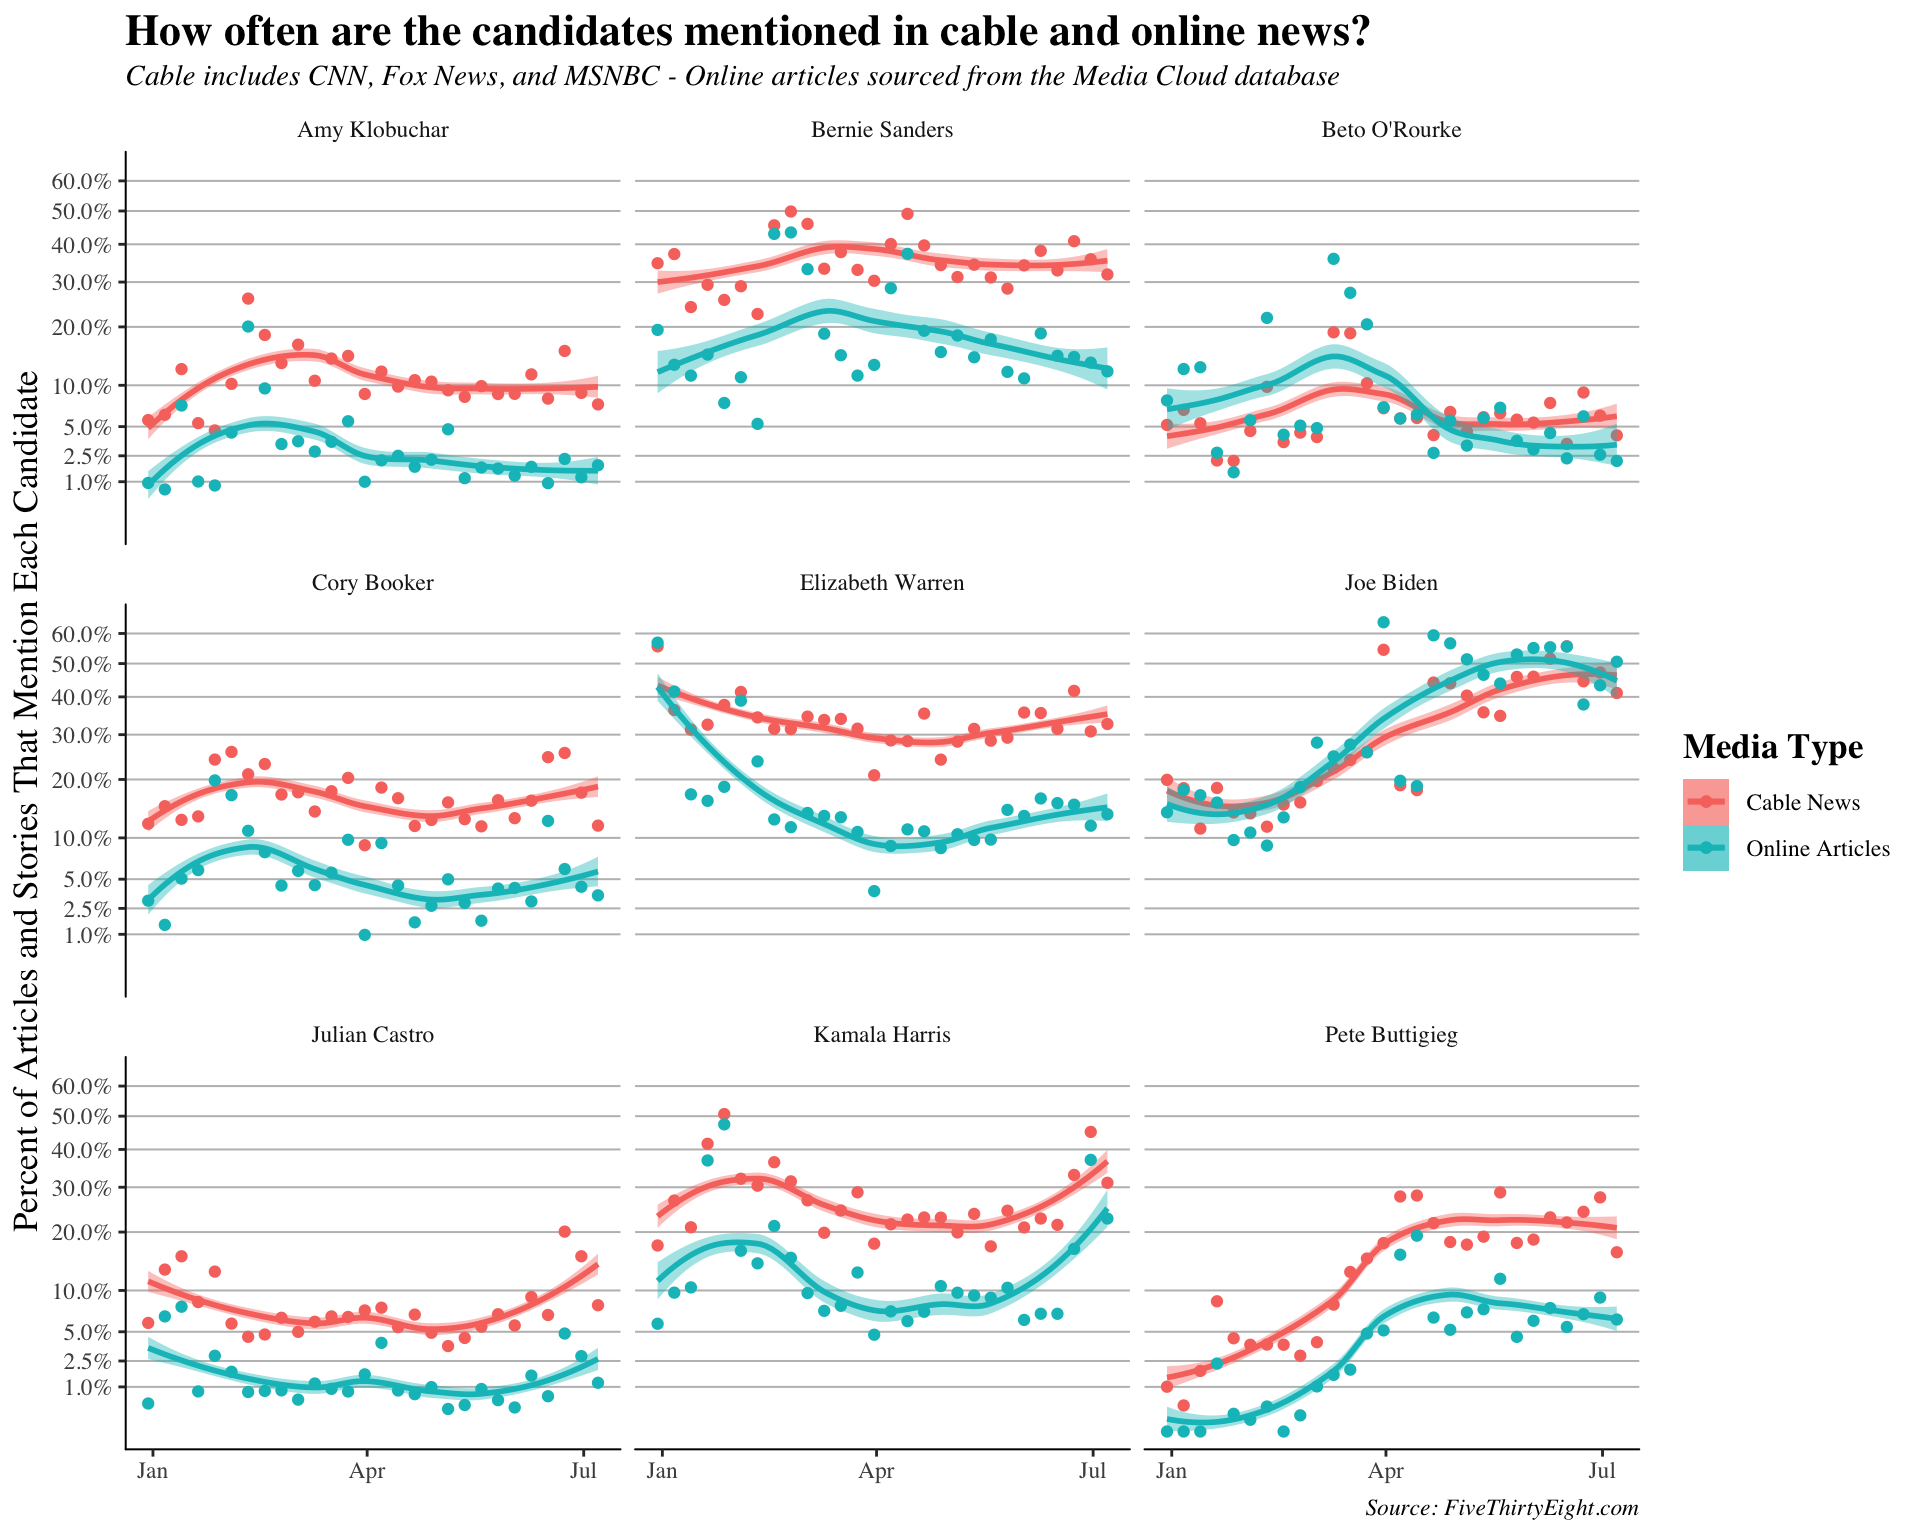 How often are the candidates mentioned in cable and online news?
Cable includes CNN, Fox News, and MSNBC - Online articles sourced from the Media Cloud database
Percent of Articles and Stories That Mention Each Candidate
Amy Klobuchar
Bernie Sanders
Beto O'Rourke
60.0%
50.0%
40.0%
30.0%
20.0%
10.0%
5.0%
2.5%
1.0%
Cory Booker
Elizabeth Warren
Joe Biden
60.0%
50.0%
40.0%
30.0%
20.0%
10.0%
5.0%
2.5%
1.0%
Julian Castro
Kamala Harris
Pete Buttigieg
60.0%
50.0%
40.0%
30.0%
20.0%
10.0%
5.0%
2.5%
1.0%
Jan Apr Jul
Jan Apr Jul
Jan Apr Jul
Media Type
Cable News
Online Articles
Source: FiveThirtyEight.com